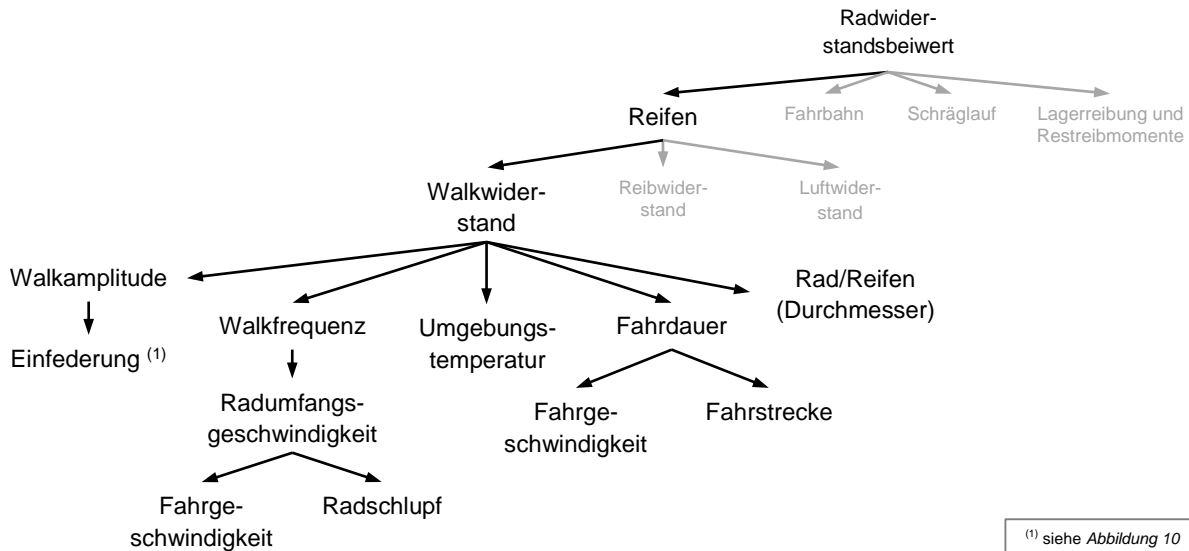 Radwider-
standsbeiwert
Reifen
Fahrbahn
Schräglauf
Lagerreibung und
Restreibmomente
Walkwider-
stand
Reibwider-
stand
Luftwider-
stand
Walkamplitude
Einfederung (1)
Walkfrequenz
Umgebungs-
temperatur
Fahrdauer
Rad/Reifen
(Durchmesser)
Radumfangs-
geschwindigkeit
Fahrge-
schwindigkeit
Fahrstrecke
Fahrge-
schwindigkeit
Radschlupf
(1) siehe Abbildung 10